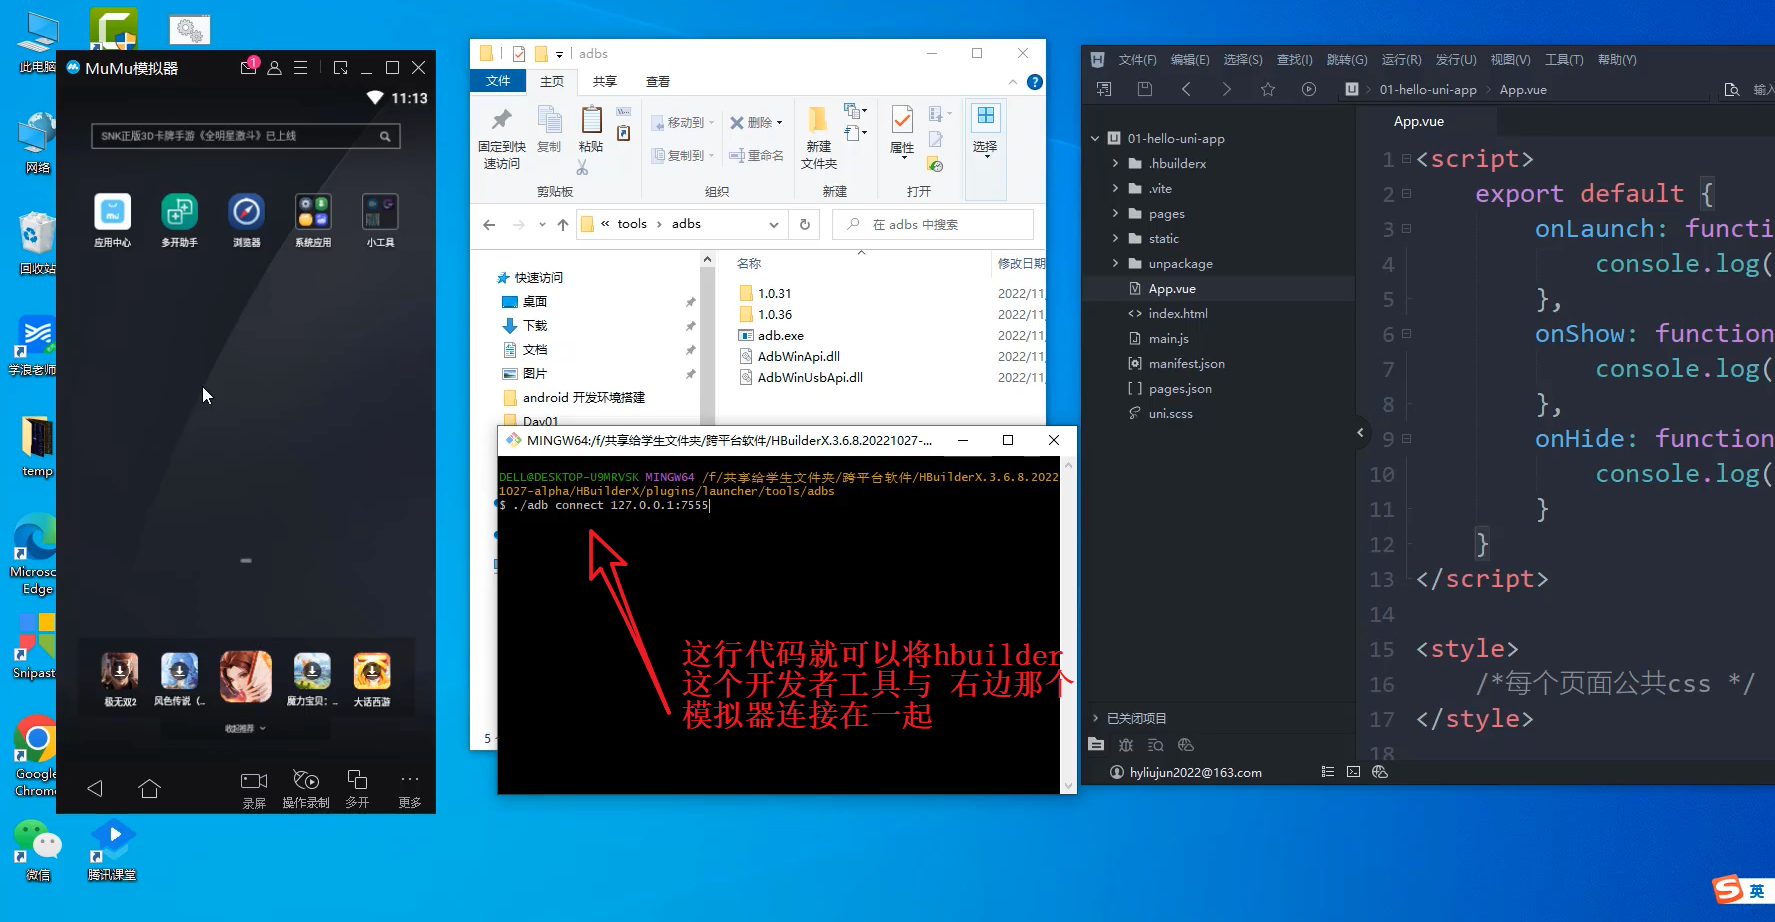 此电脑
网络
回收站
学浪老师
temp
Microsoft
Edge
Snipast
Google
Chrome
微信
腾讯课堂
MuMu模拟器
1
11:13
SNK正版3D卡牌手游《全明星激斗》已上线
应用中心
多开助手
浏览器
系统应用
小工具
极无双2
风色传说（...
魔力宝贝：...
大话西游
收起推荐
录屏
操作录制
多开
更多
adbs
文件
主页
共享
查看
固定到快
速访问
复制
粘贴
移动到
复制到
删除
重命名
新建
文件夹
属性
选择
剪贴板
组织
新建
打开
« tools › adbs
在 adbs 中搜索
快速访问
桌面
下载
文档
图片
android 开发环境搭建
Day01
5
名称
修改日期
1.0.31
2022/11/
1.0.36
2022/11/
adb.exe
2022/11/
AdbWinApi.dll
2022/11/
AdbWinUsbApi.dll
2022/11/
MINGW64:/f/共享给学生文件夹/跨平台软件/HBuilderX.3.6.8.20221027-...
DELL@DESKTOP-U9MRVSK MINGW64 /f/共享给学生文件夹/跨平台软件/HBuilderX.3.6.8.2022
1027-alpha/HBuilderX/plugins/launcher/tools/adbs
$ ./adb connect 127.0.0.1:7555
这行代码就可以将hbuilder
这个开发者工具与 右边那个
模拟器连接在一起
文件(F) 编辑(E) 选择(S) 查找(I) 跳转(G) 运行(R) 发行(U) 视图(V) 工具(T) 帮助(Y)
01-hello-uni-app › App.vue
输入
01-hello-uni-app
.hbuilderx
.vite
pages
static
unpackage
App.vue
index.html
main.js
manifest.json
pages.json
uni.scss
已关闭项目
hyliujun2022@163.com
App.vue
1 <script>
2 export default {
3 onLaunch: functi
4 console.log(
5 },
6 onShow: function
7 console.log(
8 },
9 onHide: function
10 console.log(
11 }
12 }
13 </script>
14
15 <style>
16 /*每个页面公共css */
17 </style>
18
英